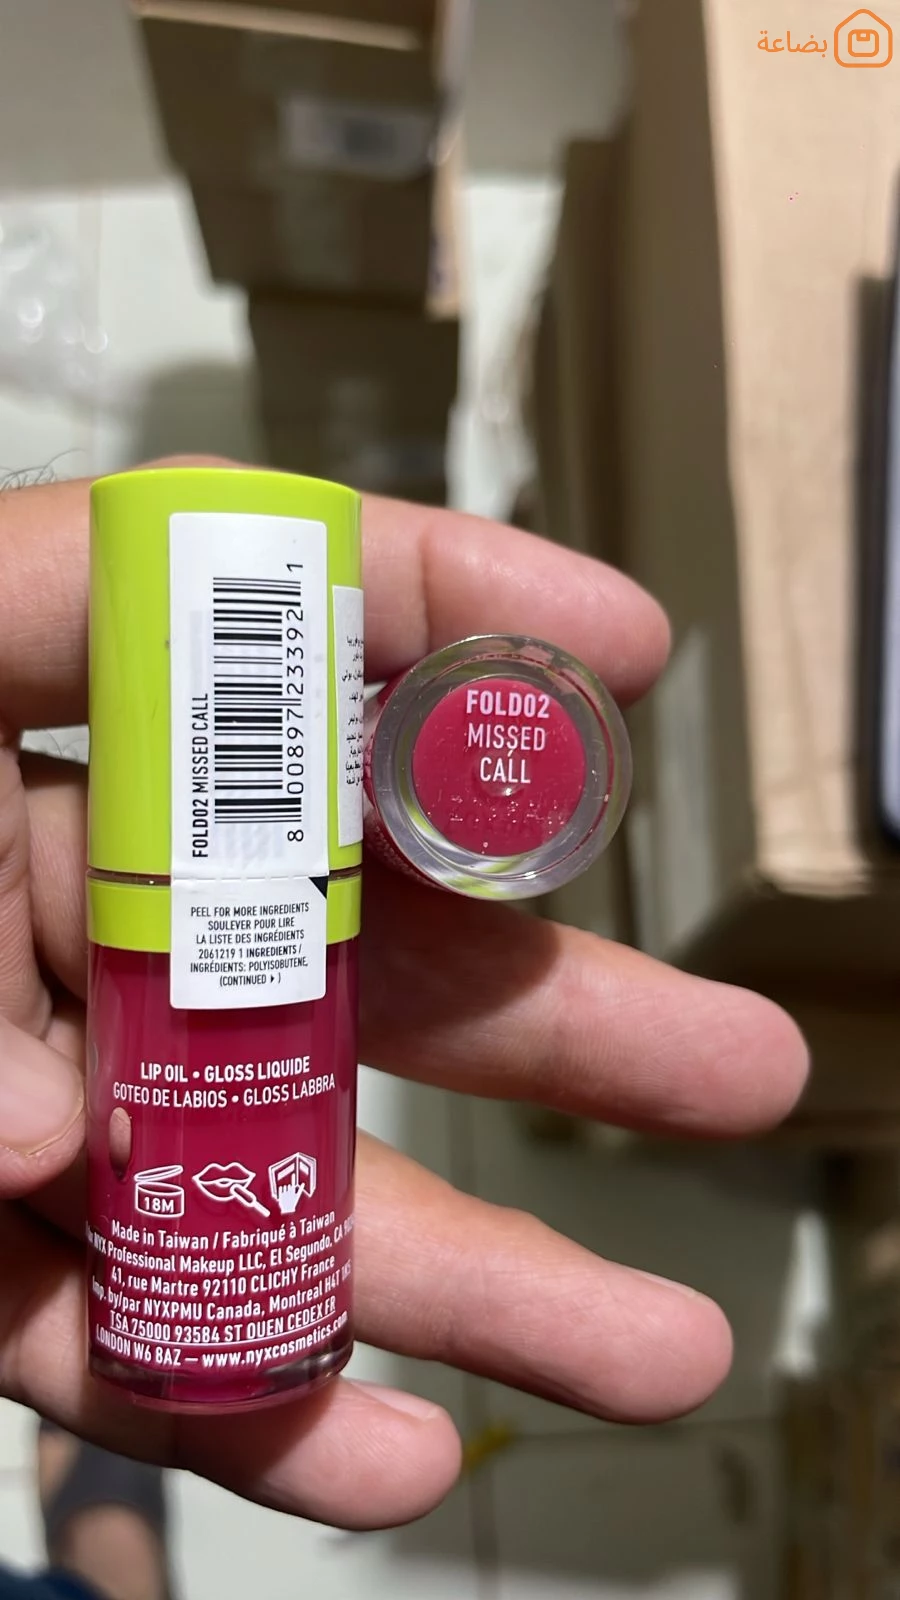 بضاعة
FOLD02 MISSED CALL
8 00897 23392 1
PEEL FOR MORE INGREDIENTS
SOULEVER POUR LIRE
LA LISTE DES INGRÉDIENTS
2061219 1 INGREDIENTS /
INGRÉDIENTS: POLYISOBUTENE,
(CONTINUED ▸ )
LIP OIL • GLOSS LIQUIDE
GOTEO DE LABIOS • GLOSS LABBRA
18M
Made in Taiwan / Fabriqué à Taiwan
NYX Professional Makeup LLC, El Segundo, CA
41, rue Martre 92110 CLICHY France
Imp. by/par NYXPMU Canada, Montreal H4T
TSA 75000 93584 ST OUEN CEDEX FR
LONDON W6 8AZ — www.nyxcosmetics.com
FOLD02
MISSED
CALL